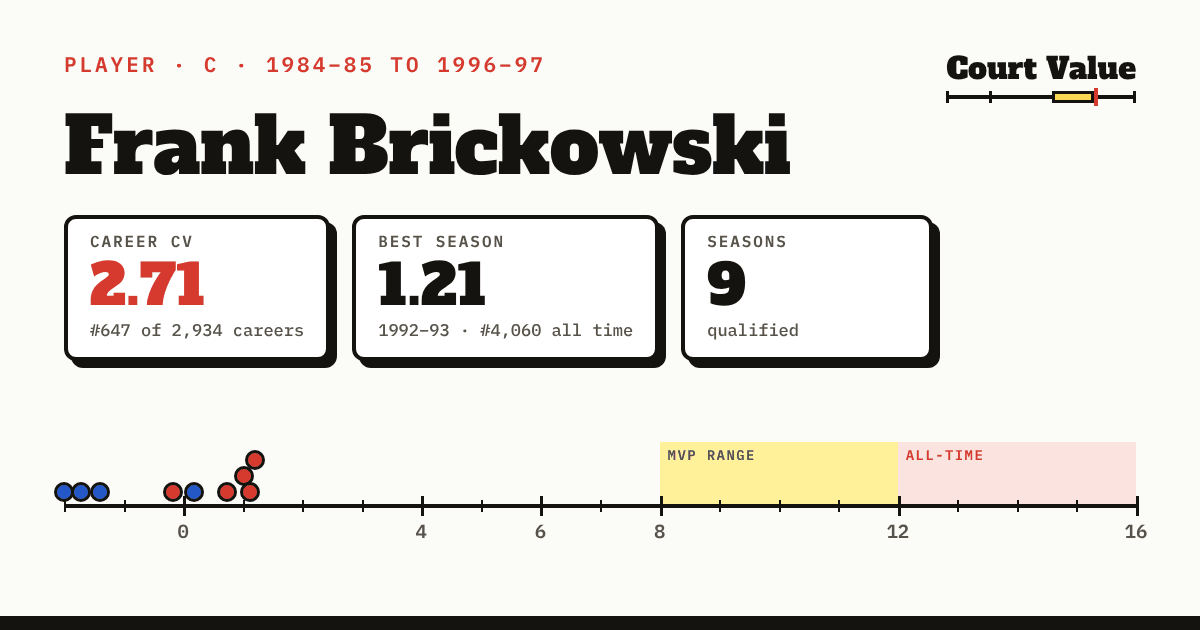 PLAYER · C · 1984–85 TO 1996–97
Court Value
Frank Brickowski
CAREER CV
2.71
#647 of 2,934 careers
BEST SEASON
1.21
1992–93 · #4,060 all time
SEASONS
9
qualified
MVP RANGE
ALL-TIME
0 4 6 8 12 16